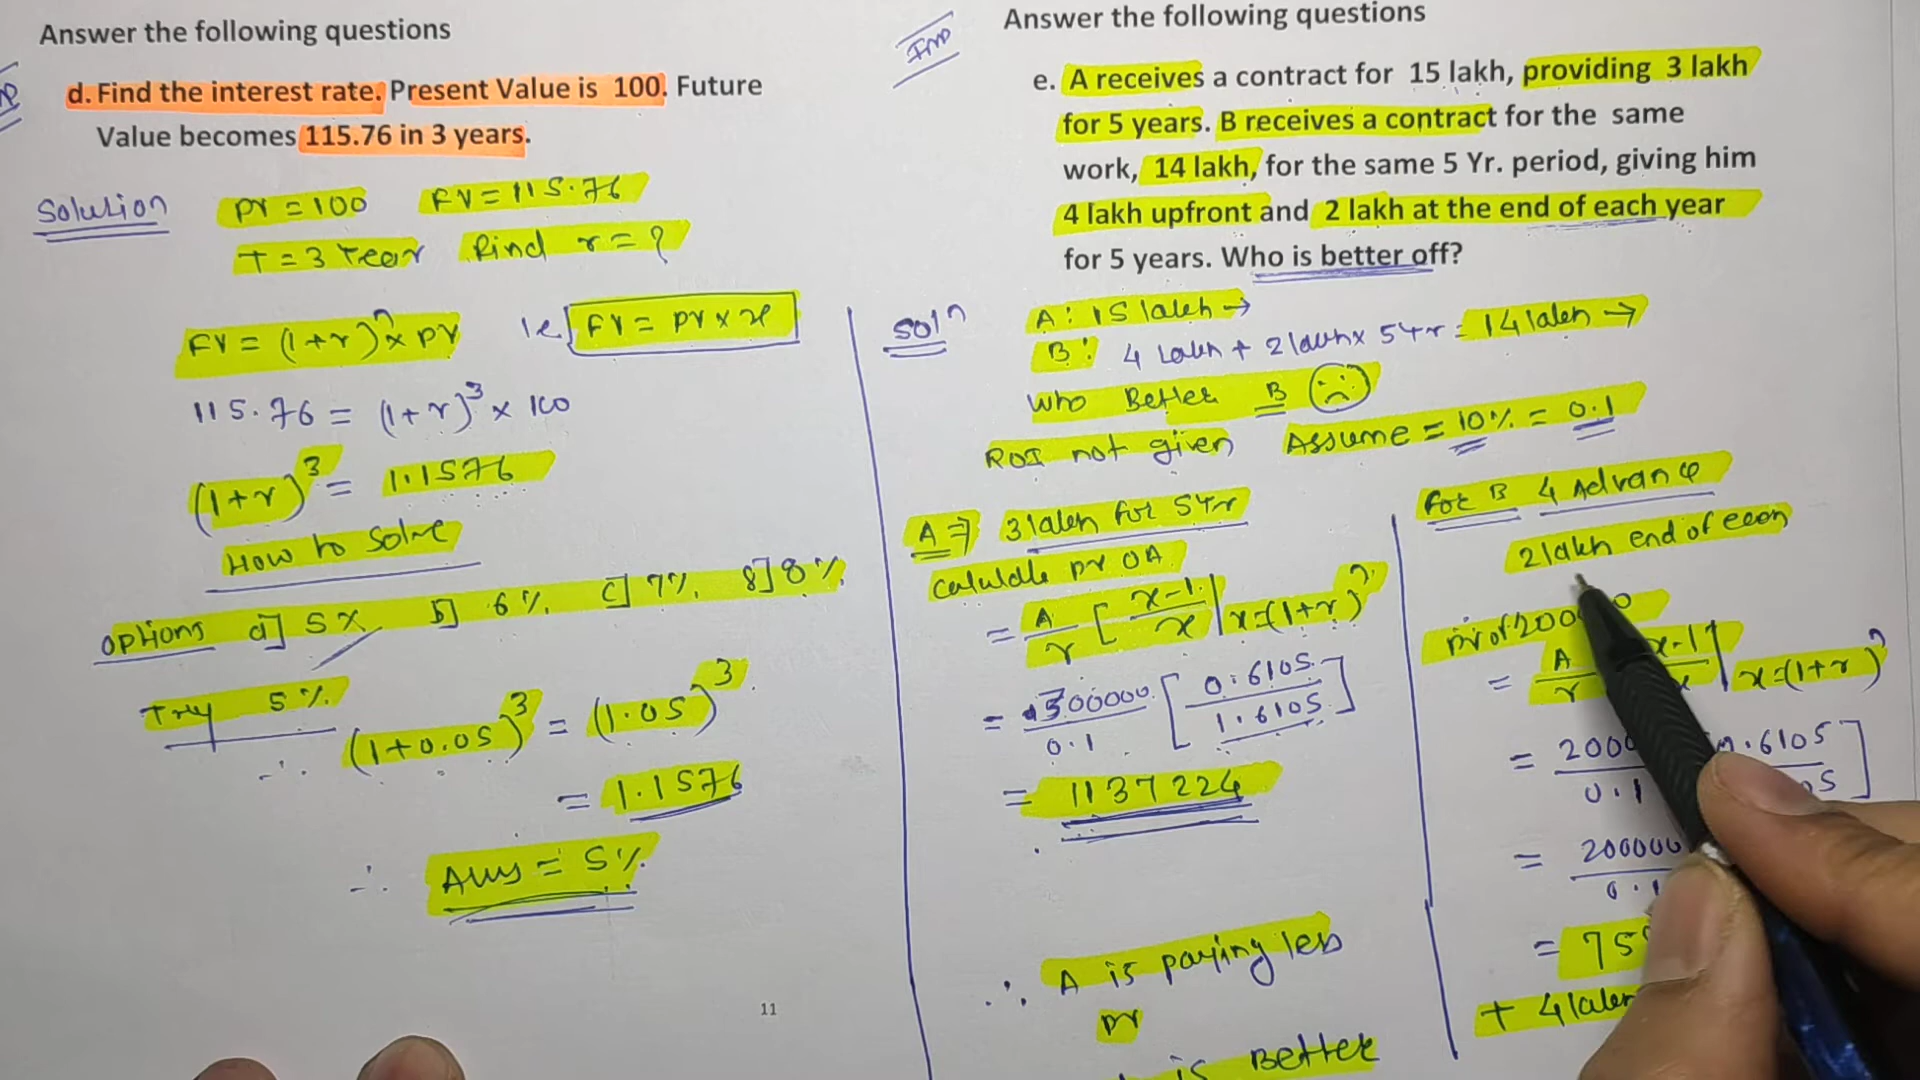 Answer the following questions
d. Find the interest rate. Present Value is 100. Future
Value becomes 115.76 in 3 years.
Solution PV = 100 FV = 115.76
T = 3 Year Find r = ?
FV = (1+r)^n x PV ie FV = PV x x
115.76 = (1+r)^3 x 100
(1+r)^3 = 1.1576
How to solve
options a] 5% b] 6% c] 7% 8] 8%
Try 5%
∴ (1+0.05)^3 = (1.05)^3
= 1.1576
∴ Ans = 5%
11
Imp
Answer the following questions
e. A receives a contract for 15 lakh, providing 3 lakh
for 5 years. B receives a contract for the same
work, 14 lakh, for the same 5 Yr. period, giving him
4 lakh upfront and 2 lakh at the end of each year
for 5 years. Who is better off?
Soln
A: 15 lakh →
B: 4 Lakh + 2 lakh x 5 Yr = 14 lakh →
Who Better B
ROI not given Assume = 10% = 0.1
A ⇒ 3 lakh for 5 Yr
Calculate PV OA
= A/r [x-1/x] x=(1+r)^n
= 300000/0.1 [0.6105/1.6105]
= 1137224
∴ A is paying less
PV
is Better
For B 4 Advance
2 lakh end of each
PV of 200
= A/r x-1 x=(1+r)^n
= 200 .6105]
0.1 05
= 200000
0.1
= 75
+ 4 lakh